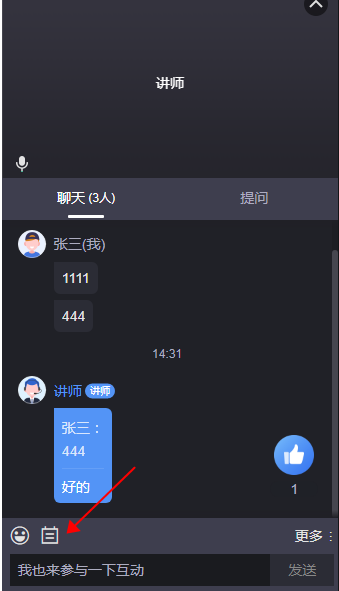 讲师
聊天 (3人)
提问
张三(我)
1111
444
14:31
讲师 讲师
张三：
444
好的
1
更多
我也来参与一下互动
发送